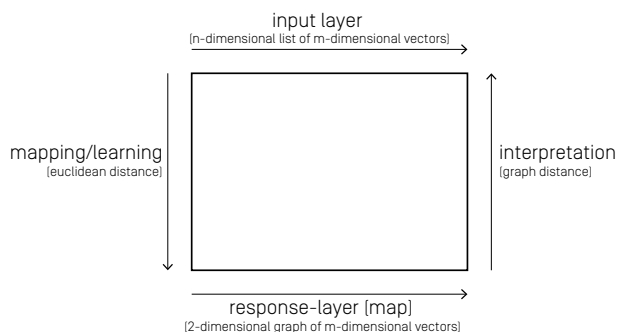 input layer
[n-dimensional list of m-dimensional vectors]
mapping/learning
[euclidean distance]
interpretation
[graph distance]
response-layer [map]
[2-dimensional graph of m-dimensional vectors]